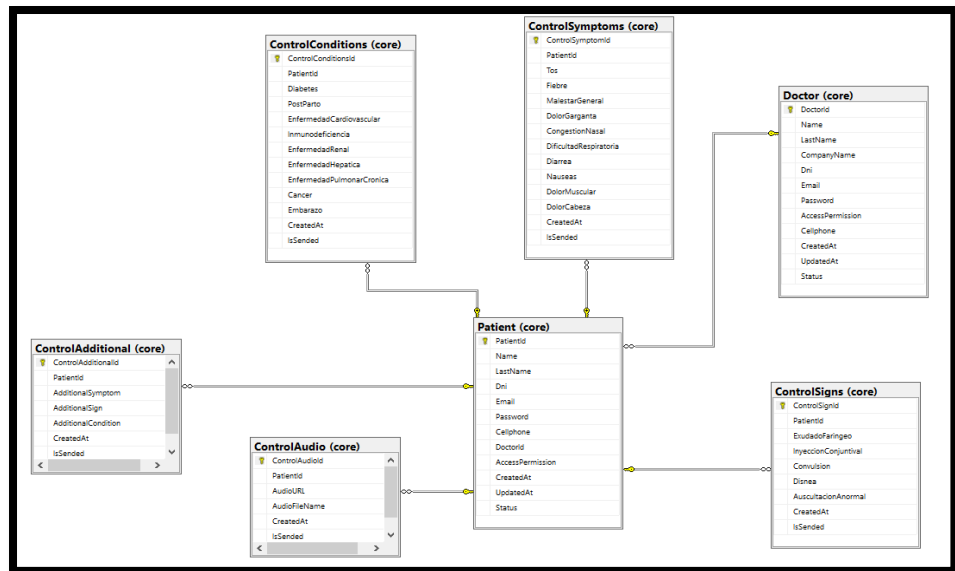 ControlConditions (core)
ControlConditionsId
PatientId
Diabetes
PostParto
EnfermedadCardiovascular
Inmunodeficiencia
EnfermedadRenal
EnfermedadHepatica
EnfermedadPulmonarCronica
Cancer
Embarazo
CreatedAt
IsSended
ControlSymptoms (core)
ControlSymptomId
PatientId
Tos
Fiebre
MalestarGeneral
DolorGarganta
CongestionNasal
DificultadRespiratoria
Diarrea
Nauseas
DolorMuscular
DolorCabeza
CreatedAt
IsSended
Doctor (core)
DoctorId
Name
LastName
CompanyName
Dni
Email
Password
AccessPermission
Cellphone
CreatedAt
UpdatedAt
Status
ControlAdditional (core)
ControlAdditionalId
PatientId
AdditionalSymptom
AdditionalSign
AdditionalCondition
CreatedAt
IsSended
Patient (core)
PatientId
Name
LastName
Dni
Email
Password
Cellphone
DoctorId
AccessPermission
CreatedAt
UpdatedAt
Status
ControlAudio (core)
ControlAudioId
PatientId
AudioURL
AudioFileName
CreatedAt
IsSended
ControlSigns (core)
ControlSignId
PatientId
ExudadoFaringeo
InyeccionConjuntival
Convulsion
Disnea
AuscultacionAnormal
CreatedAt
IsSended